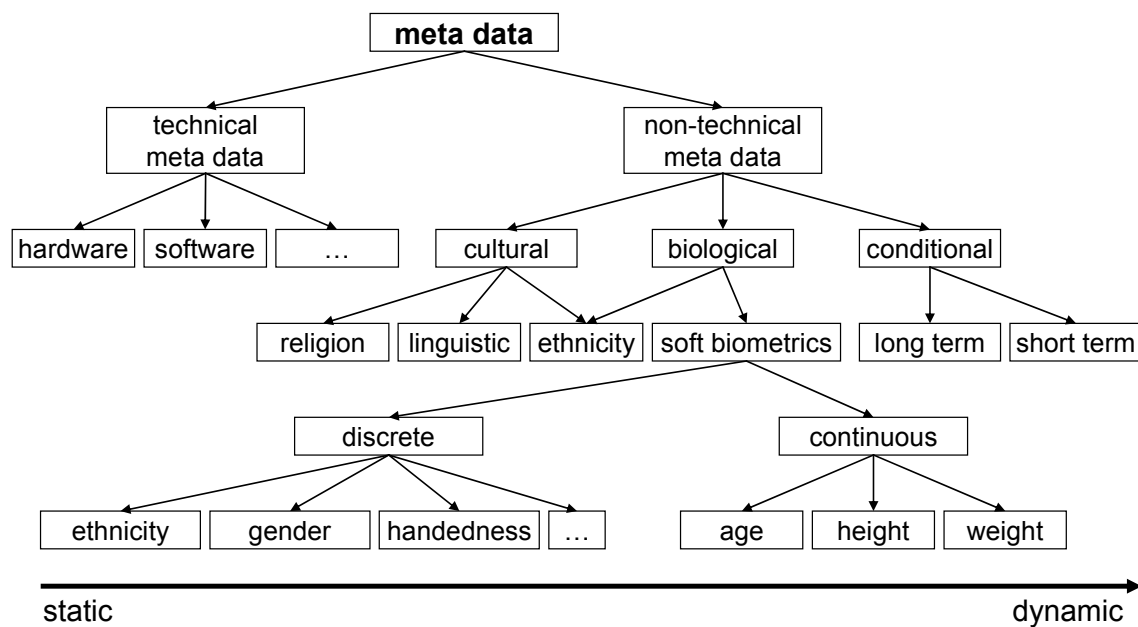 meta data
technical
meta data
non-technical
meta data
hardware
software
…
cultural
biological
conditional
religion
linguistic
ethnicity
soft biometrics
long term
short term
discrete
continuous
ethnicity
gender
handedness
…
age
height
weight
static
dynamic